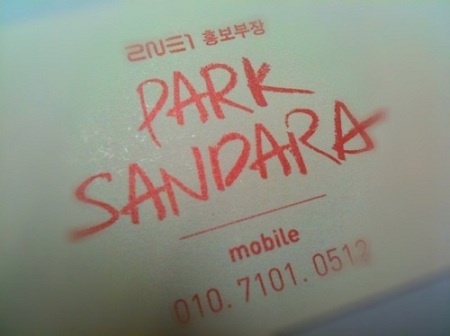 2NE1 홍보부장
PARK
SANDARA
mobile
010. 7101. 0512